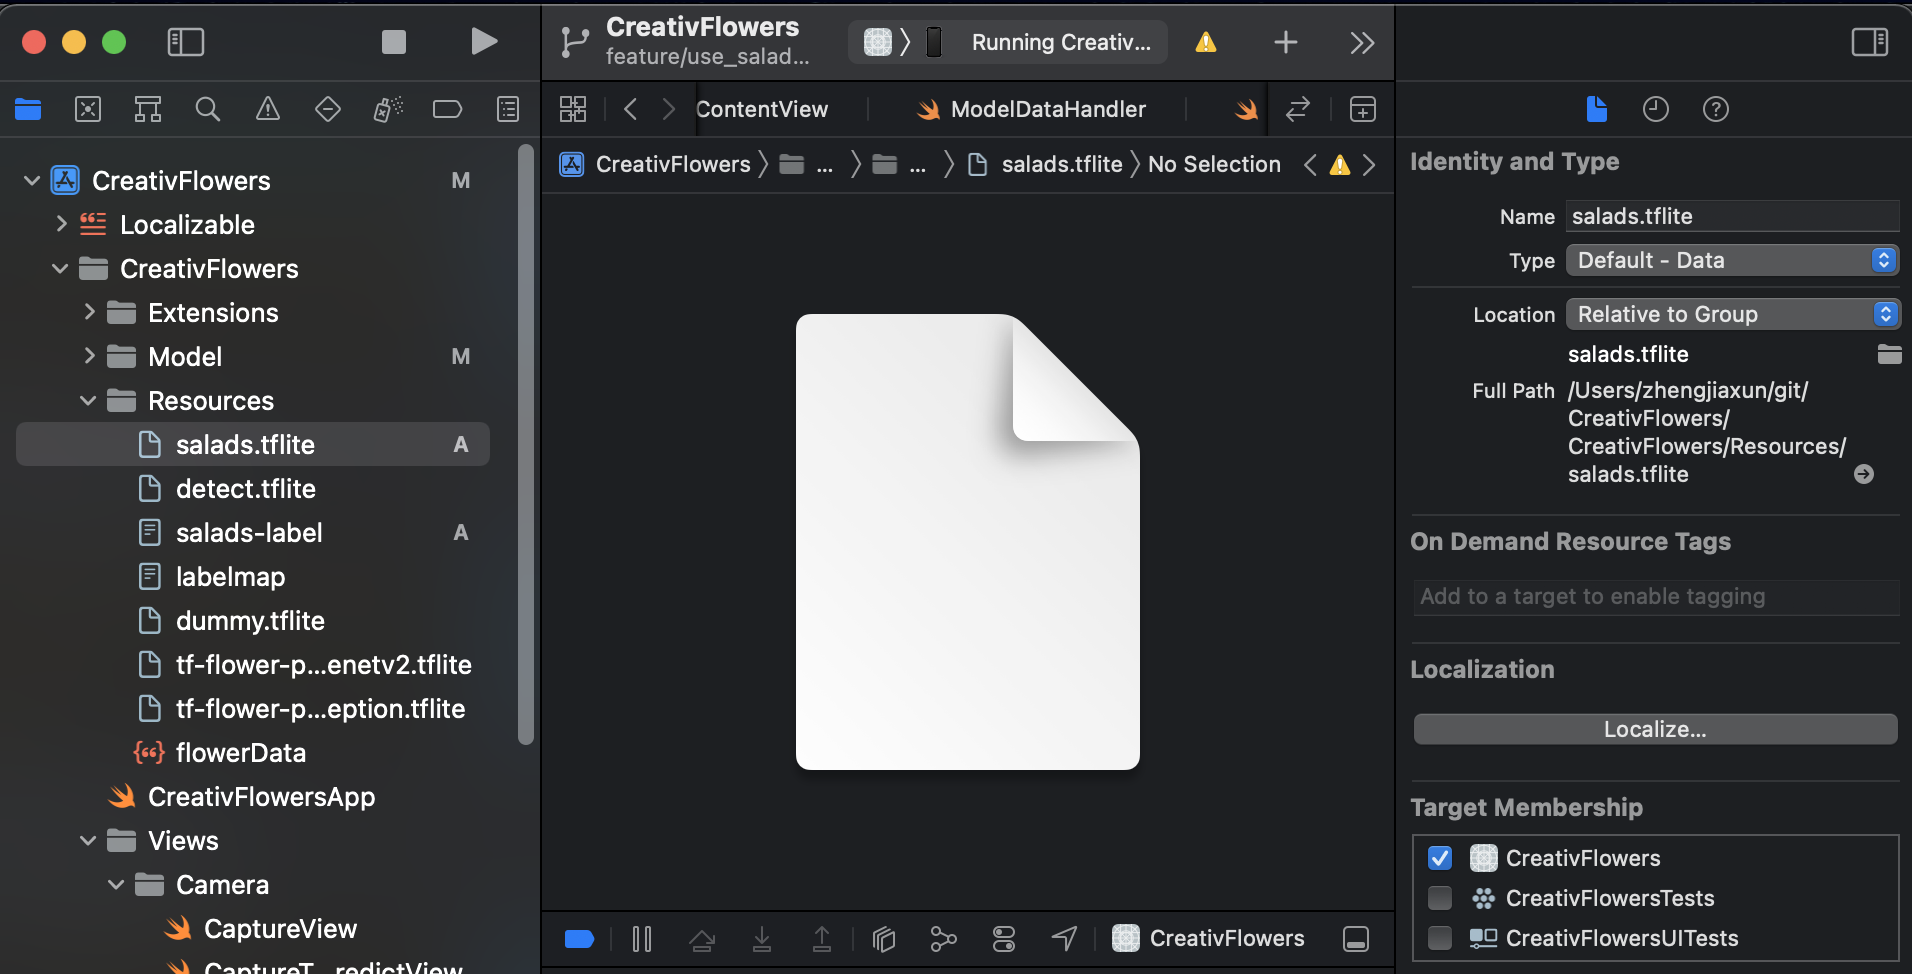 CreativFlowers
feature/use_salad...
Running Creativ...
ContentView
ModelDataHandler
CreativFlowers
...
...
salads.tflite
No Selection
CreativFlowers M
Localizable
CreativFlowers
Extensions
Model M
Resources
salads.tflite A
detect.tflite
salads-label A
labelmap
dummy.tflite
tf-flower-p...enetv2.tflite
tf-flower-p...eption.tflite
flowerData
CreativFlowersApp
Views
Camera
CaptureView
CaptureT...redictView
CreativFlowers
Identity and Type
Name salads.tflite
Type Default - Data
Location Relative to Group
salads.tflite
Full Path /Users/zhengjiaxun/git/
CreativFlowers/
CreativFlowers/Resources/
salads.tflite
On Demand Resource Tags
Add to a target to enable tagging
Localization
Localize...
Target Membership
CreativFlowers
CreativFlowersTests
CreativFlowersUITests